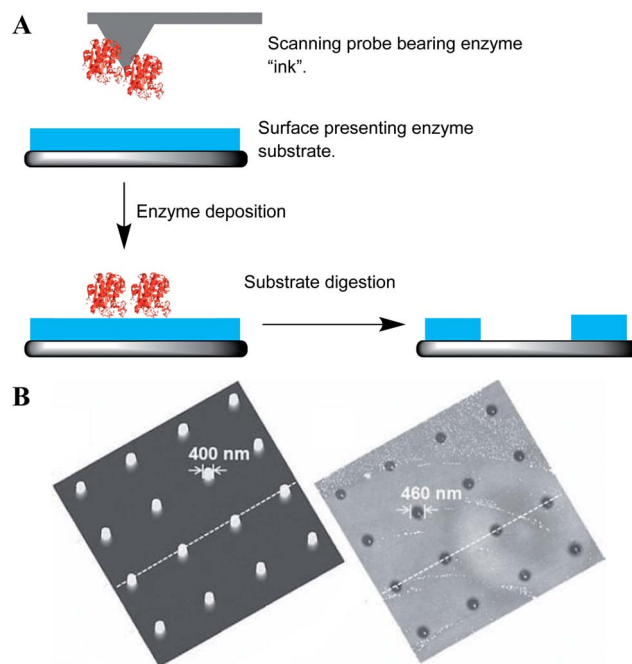 A
Scanning probe bearing enzyme
“ink”.
Surface presenting enzyme
substrate.
Enzyme deposition
Substrate digestion
B
400 nm
460 nm